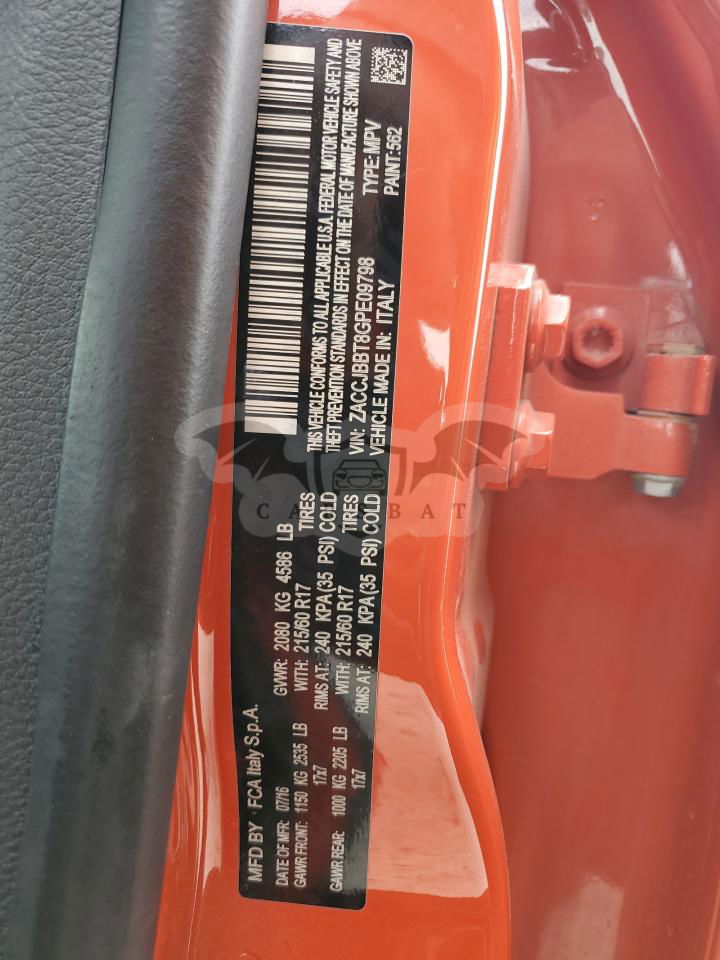 MFD BY FCA Italy S.p.A.
DATE OF MFR: 07/16 GVWR: 2080 KG 4586 LB
GAWR FRONT: 1150 KG 2535 LB WITH: 215/60 R17 TIRES
17x7 RIMS AT: 240 KPA(35 PSI) COLD
GAWR REAR: 1000 KG 2205 LB WITH: 215/60 R17 TIRES
17x7 RIMS AT: 240 KPA(35 PSI) COLD
THIS VEHICLE CONFORMS TO ALL APPLICABLE U.S.A. FEDERAL MOTOR VEHICLE SAFETY AND
THEFT PREVENTION STANDARDS IN EFFECT ON THE DATE OF MANUFACTURE SHOWN ABOVE
VIN: ZACCJBBT8GPE09798 TYPE: MPV
VEHICLE MADE IN: ITALY PAINT:562